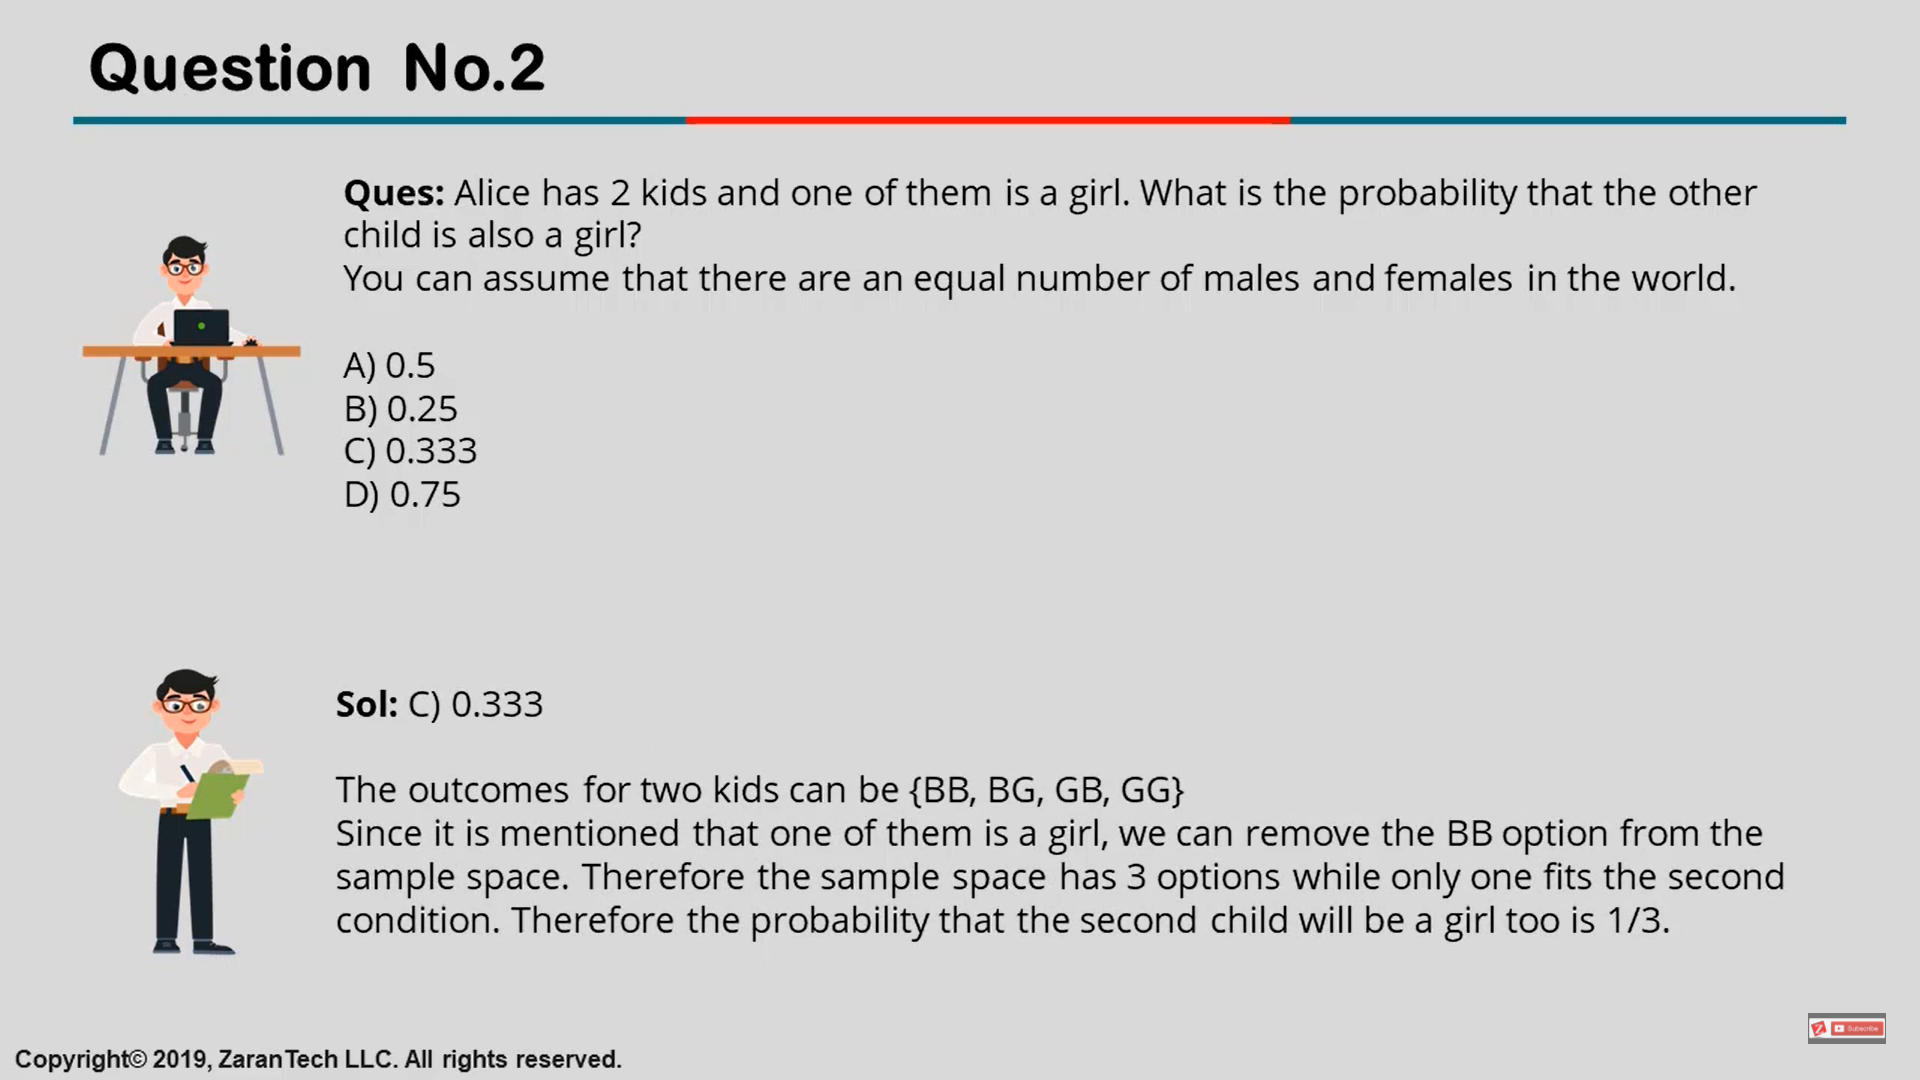 Question No.2
Ques: Alice has 2 kids and one of them is a girl. What is the probability that the other
child is also a girl?
You can assume that there are an equal number of males and females in the world.
A) 0.5
B) 0.25
C) 0.333
D) 0.75
Sol: C) 0.333
The outcomes for two kids can be {BB, BG, GB, GG}
Since it is mentioned that one of them is a girl, we can remove the BB option from the
sample space. Therefore the sample space has 3 options while only one fits the second
condition. Therefore the probability that the second child will be a girl too is 1/3.
Subscribe
Copyright© 2019, ZaranTech LLC. All rights reserved.